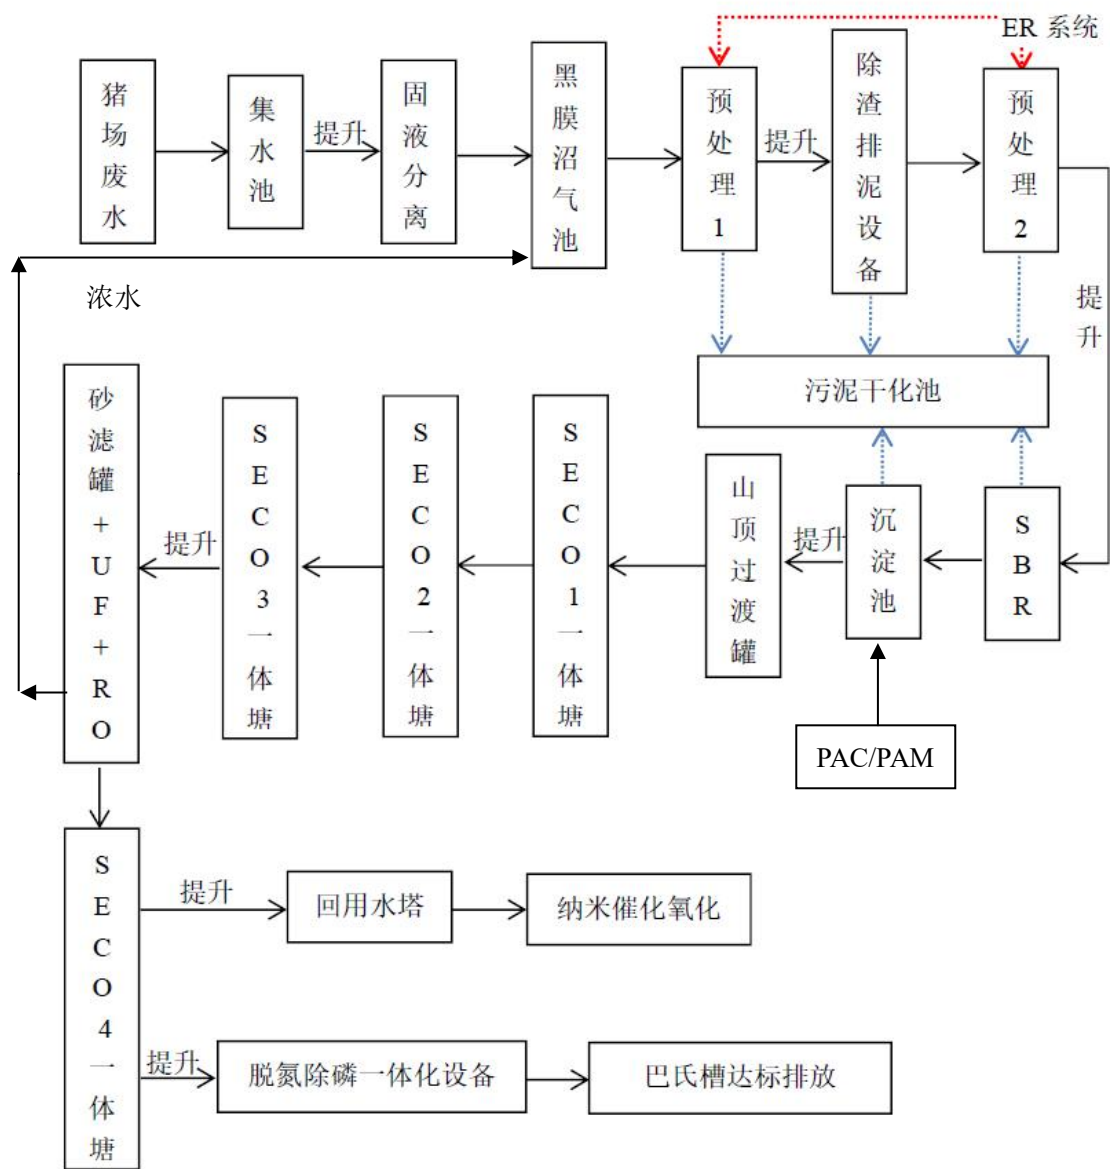 ER 系统
猪场废水
集水池
提升
固液分离
黑膜沼气池
预处理1
提升
除渣排泥设备
预处理2
提升
浓水
污泥干化池
砂滤罐+UF+RO
提升
SECO3一体塘
SECO2一体塘
SECO1一体塘
山顶过渡罐
提升
沉淀池
SBR
PAC/PAM
SECO4一体塘
提升
回用水塔
纳米催化氧化
提升
脱氮除磷一体化设备
巴氏槽达标排放